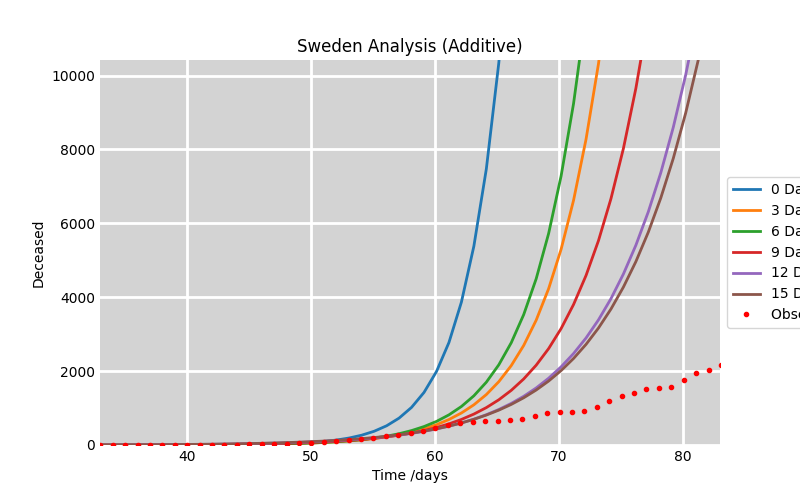 Sweden Analysis (Additive)
10000
8000
6000
4000
2000
0
Deceased
40
50
60
70
80
Time /days
0 Da
3 Da
6 Da
9 Da
12 D
15 D
Obse